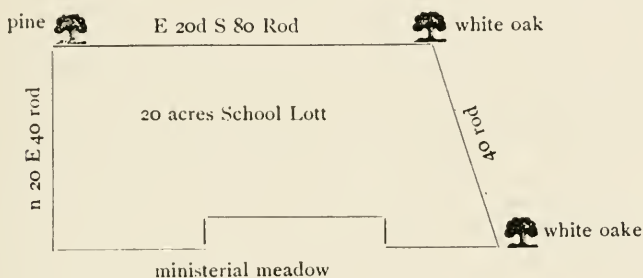 pine
E 20d S 80 Rod
white oak
20 acres School Lott
n 20 E 40 rod
40 rod
white oake
ministerial meadow